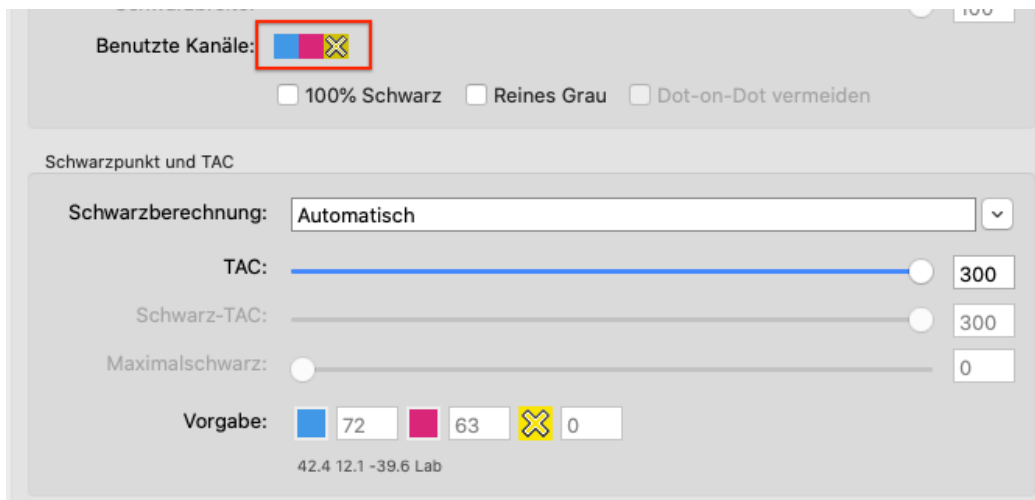 Benutzte Kanäle:
100% Schwarz Reines Grau Dot-on-Dot vermeiden
Schwarzpunkt und TAC
Schwarzberechnung: Automatisch
TAC: 300
Schwarz-TAC: 300
Maximalschwarz: 0
Vorgabe: 72 63 0
42.4 12.1 -39.6 Lab